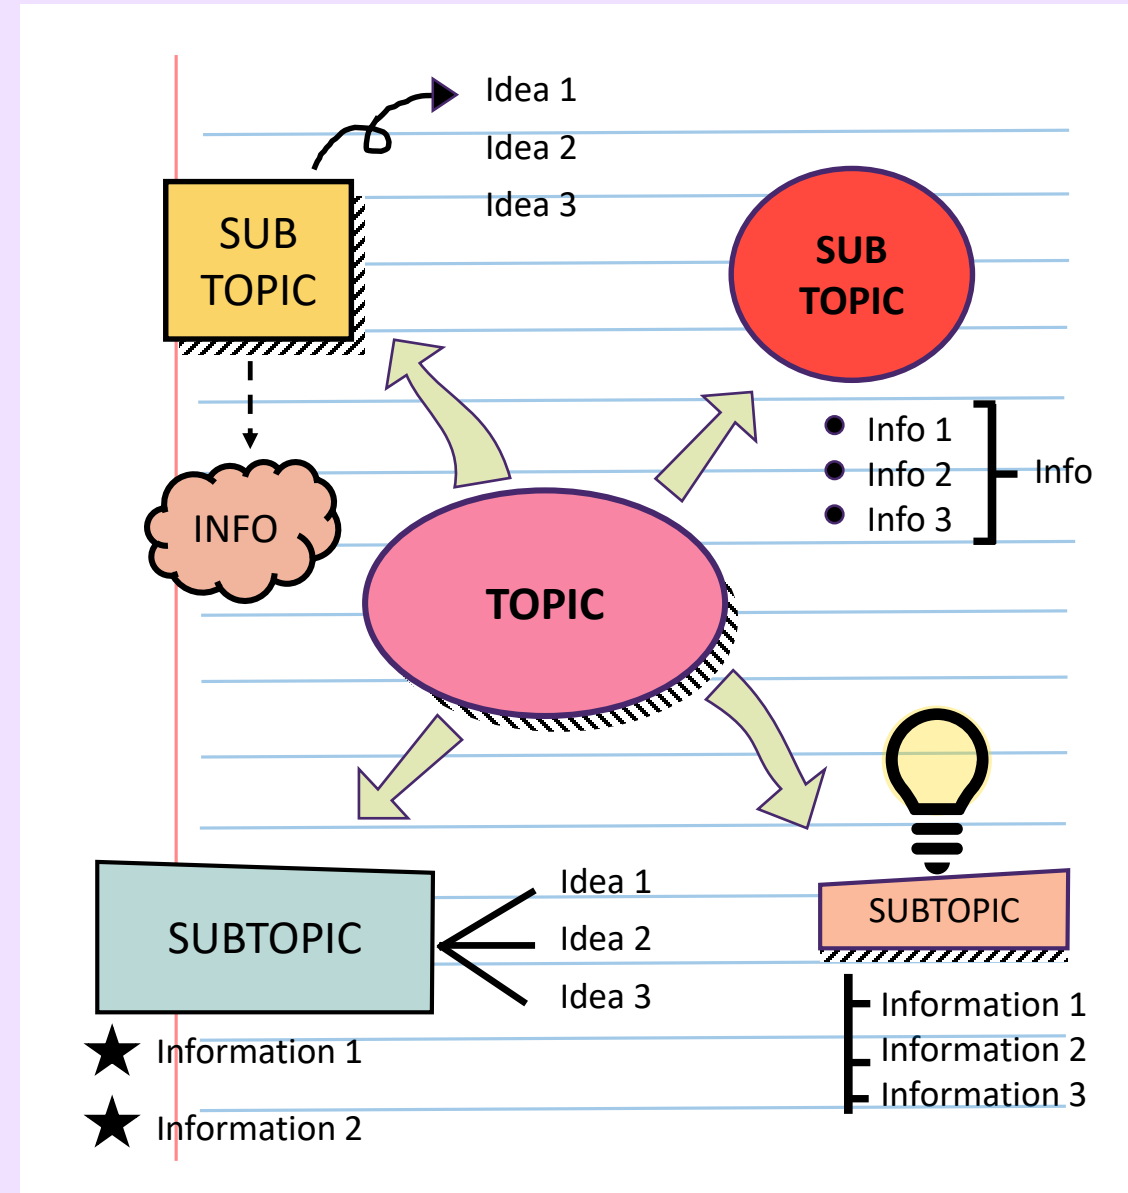 Idea 1
Idea 2
Idea 3
SUB
TOPIC
SUB
TOPIC
Info 1
Info 2
Info 3
Info
INFO
TOPIC
SUBTOPIC
Idea 1
Idea 2
Idea 3
Information 1
Information 2
SUBTOPIC
Information 1
Information 2
Information 3